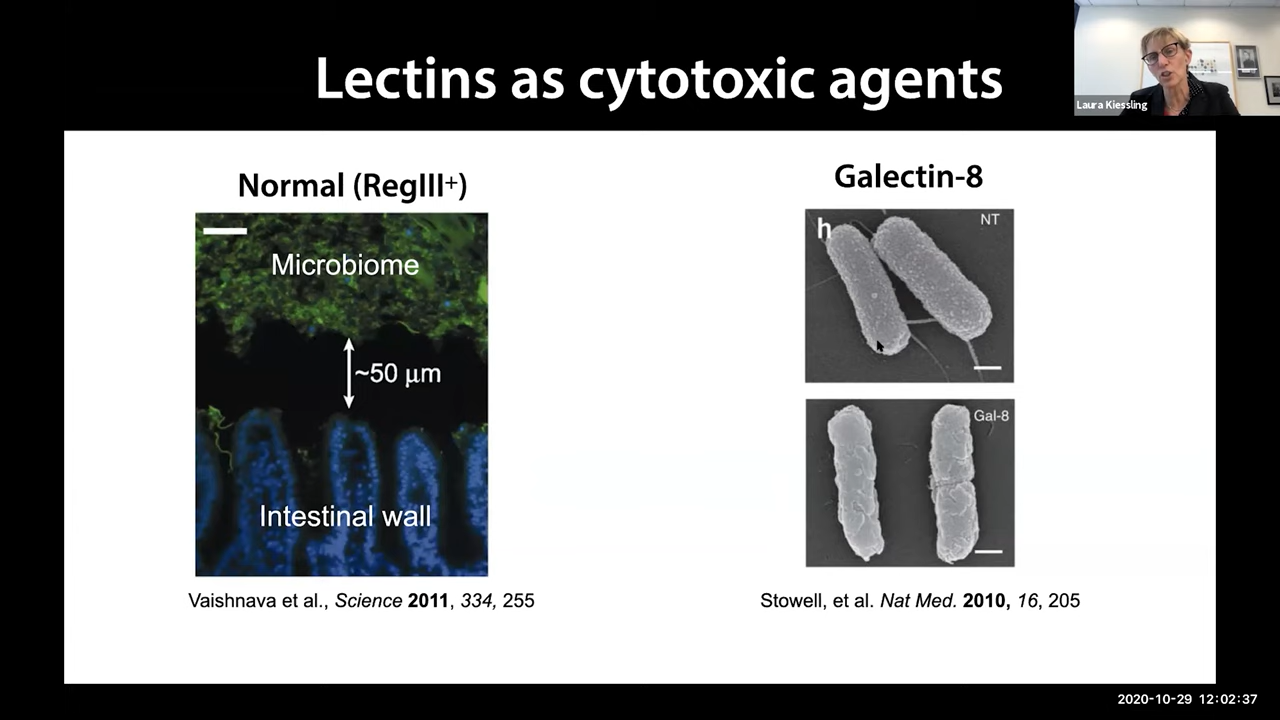 Lectins as cytotoxic agents
Laura Kiessling
Normal (RegIII+)
Microbiome
~50 μm
Intestinal wall
Vaishnava et al., Science 2011, 334, 255
Galectin-8
h
NT
Gal-8
Stowell, et al. Nat Med. 2010, 16, 205
2020-10-29 12:02:37